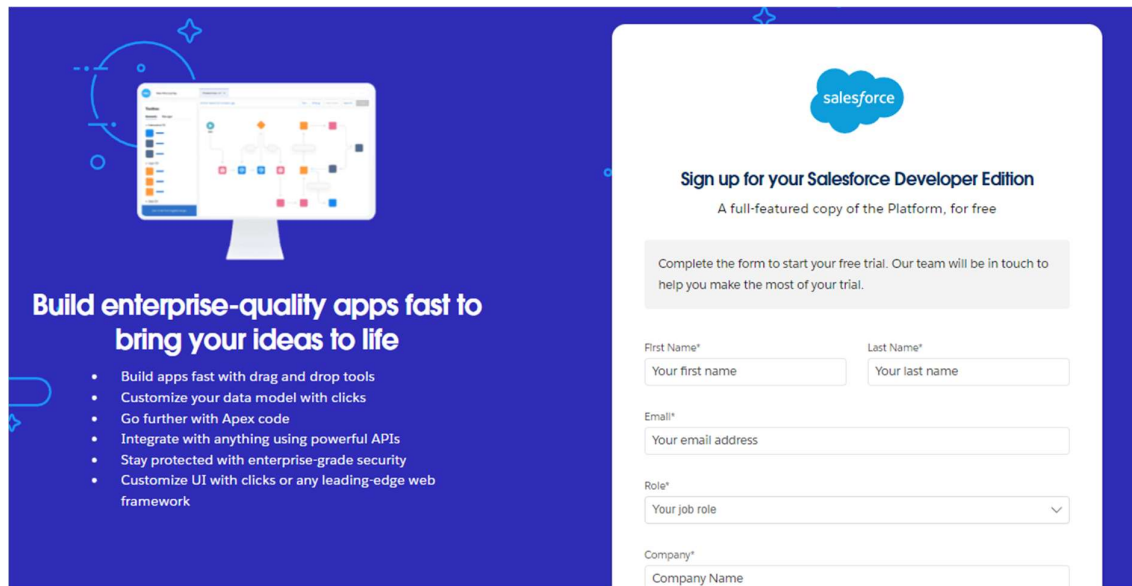 Build enterprise-quality apps fast to
bring your ideas to life
• Build apps fast with drag and drop tools
• Customize your data model with clicks
• Go further with Apex code
• Integrate with anything using powerful APIs
• Stay protected with enterprise-grade security
• Customize UI with clicks or any leading-edge web
framework
salesforce
Sign up for your Salesforce Developer Edition
A full-featured copy of the Platform, for free
Complete the form to start your free trial. Our team will be in touch to
help you make the most of your trial.
First Name* Last Name*
Your first name Your last name
Email*
Your email address
Role*
Your job role
Company*
Company Name